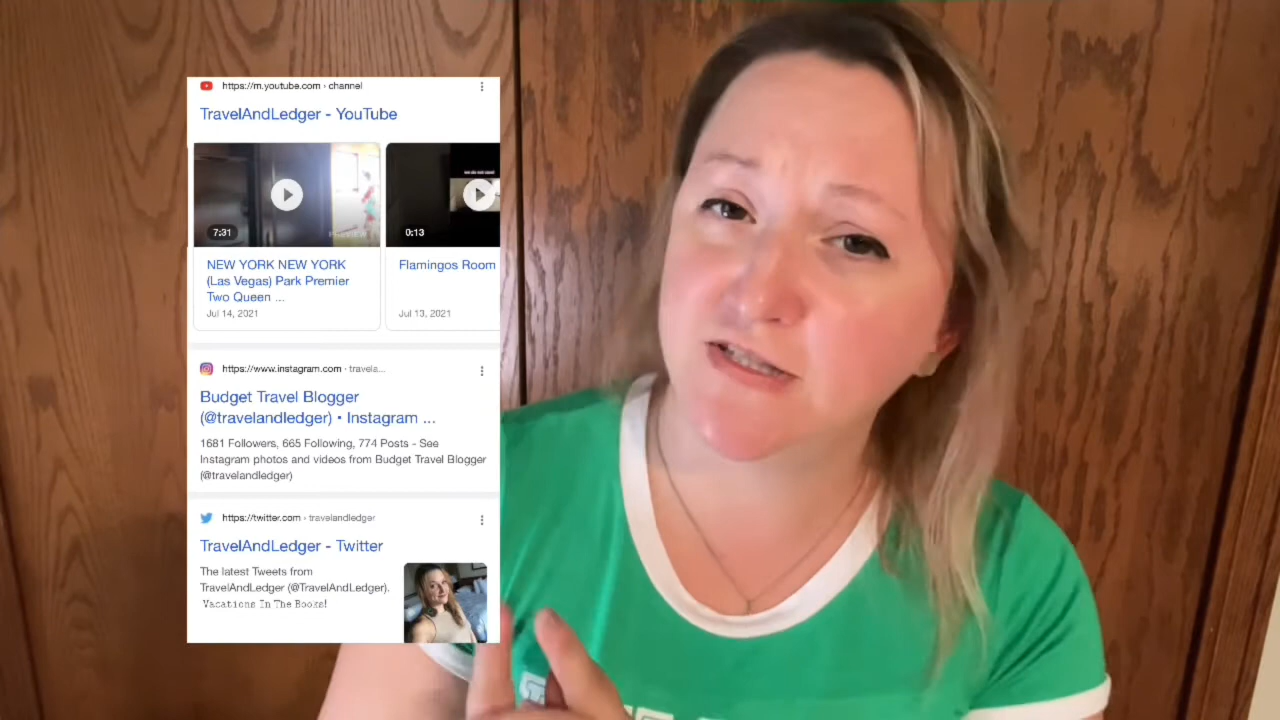 https://m.youtube.com › channel
TravelAndLedger - YouTube
7:31
PREVIEW
0:13
NEW YORK NEW YORK
(Las Vegas) Park Premier
Two Queen ...
Jul 14, 2021
Flamingos Room
Jul 13, 2021
https://www.instagram.com › travela...
Budget Travel Blogger
(@travelandledger) • Instagram ...
1681 Followers, 665 Following, 774 Posts - See
Instagram photos and videos from Budget Travel Blogger
(@travelandledger)
https://twitter.com › travelandledger
TravelAndLedger - Twitter
The latest Tweets from
TravelAndLedger (@TravelAndLedger).
Vacations In The Books!